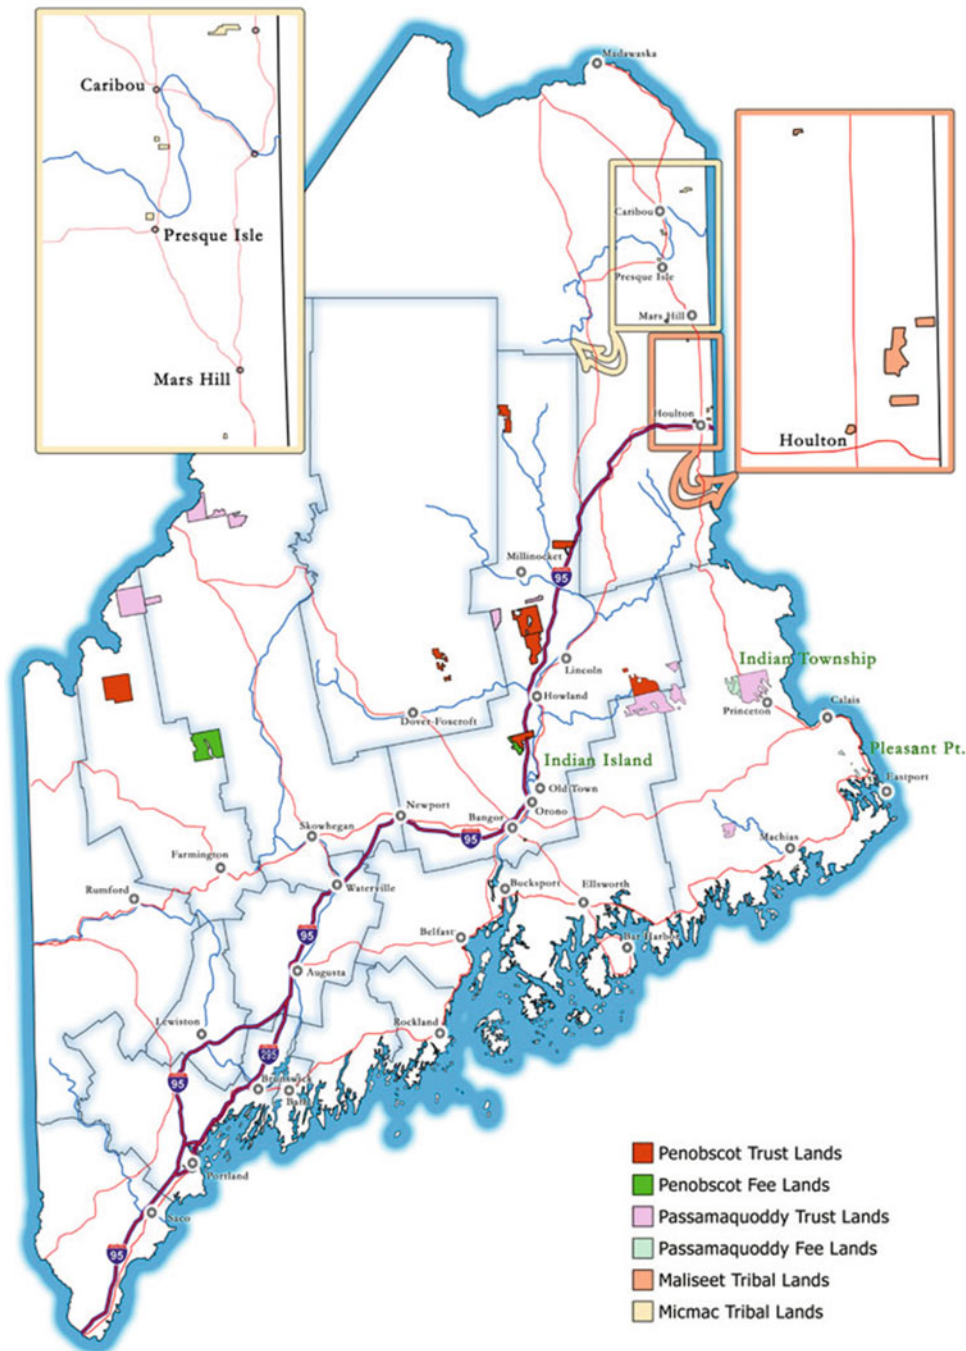 Caribou
Presque Isle
Mars Hill
Madawaska
Caribou
Presque Isle
Mars Hill
Houlton
Houlton
Millinocket
95
Lincoln
Howland
Dover-Foxcroft
Indian Township
Princeton
Calais
Pleasant Pt.
Eastport
Indian Island
Old Town
Orono
Bangor
95
Newport
Skowhegan
Farmington
Waterville
Rumford
Machias
Bucksport
Ellsworth
Belfast
Bar Harbor
95
Augusta
Lewiston
Rockland
295
95
Brunswick
Bath
Portland
Saco
95
Penobscot Trust Lands
Penobscot Fee Lands
Passamaquoddy Trust Lands
Passamaquoddy Fee Lands
Maliseet Tribal Lands
Micmac Tribal Lands